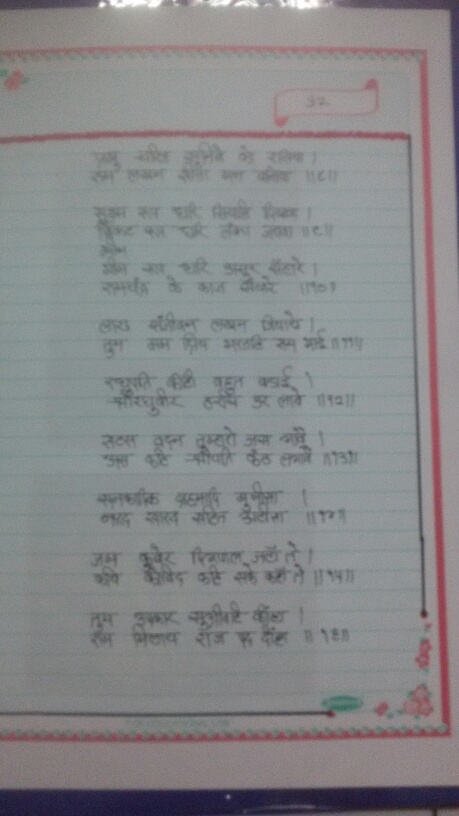 32
प्रभु चरित्र सुनिवे को रसिया ।
राम लखन सीता मन बसिया ॥८॥
सूक्ष्म रूप धरि सियहि दिखावा ।
बिकट रूप धरि लंका जरावा ॥९॥
भीम
भीम रूप धरि असुर सँहारे ।
रामचंद्र के काज सँवारे ॥१०॥
लाय संजीवन लखन जियाये ।
तुम मम प्रिय भरतहि सम भाई ॥११॥
रघुपति कीन्ही बहुत बडाई ।
श्रीरघुवीर हरषि उर लाये ॥१२॥
सहस बदन तुम्हरो जस गावै ।
अस कहि श्रीपति कंठ लगावै ॥१३॥
सनकादिक ब्रह्मादि मुनीसा ।
नारद सारद सहित अहीसा
जम कुबेर दिगपाल जहाँ ते ।
कवि कोविद कहि सके कहाँ ते ॥१५॥
तुम उपकार सुग्रीवहि कीन्हा ।
राम मिलाय राज पद दीन्हा ॥१६॥